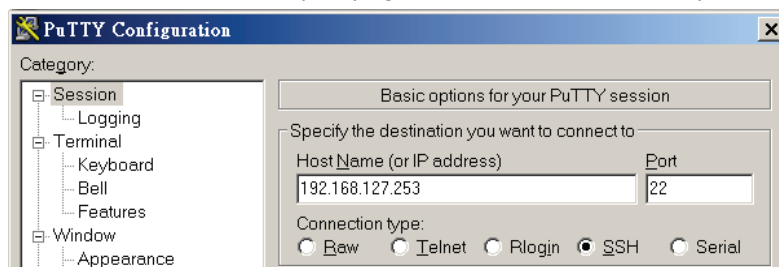 PuTTY Configuration
Category:
Session
Logging
Terminal
Keyboard
Bell
Features
Window
Appearance
Basic options for your PuTTY session
Specify the destination you want to connect to
Host Name (or IP address)
Port
192.168.127.253
22
Connection type:
Raw Telnet Rlogin SSH Serial